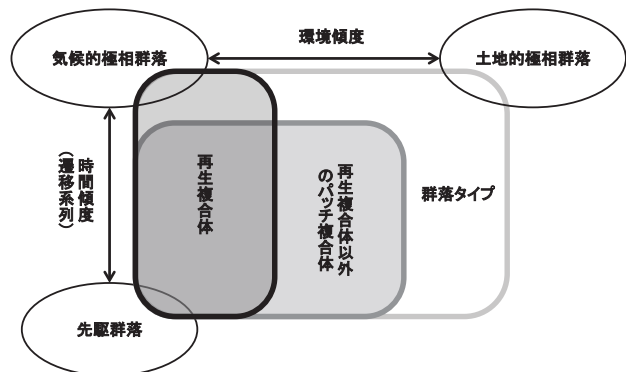 環境傾度
気候的極相群落
土地的極相群落
時間傾度
（遷移系列）
再生複合体
再生複合体以外
のパッチ複合体
群落タイプ
先駆群落